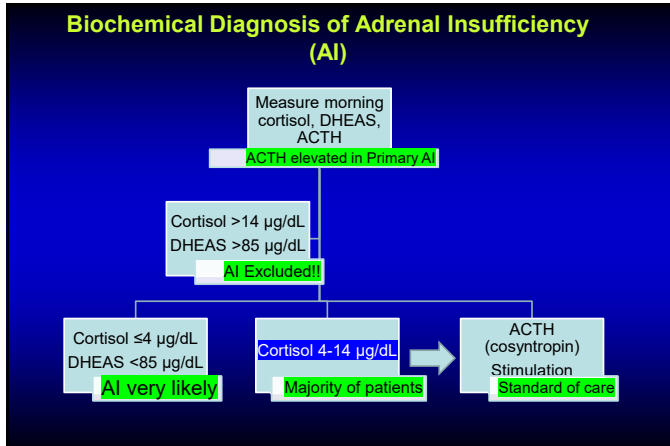 Biochemical Diagnosis of Adrenal Insufficiency
(AI)
Measure morning
cortisol, DHEAS,
ACTH
ACTH elevated in Primary AI
Cortisol >14 µg/dL
DHEAS >85 µg/dL
AI Excluded!!
Cortisol ≤4 µg/dL
DHEAS <85 µg/dL
AI very likely
Cortisol 4-14 µg/dL
Majority of patients
ACTH
(cosyntropin)
Stimulation
Standard of care